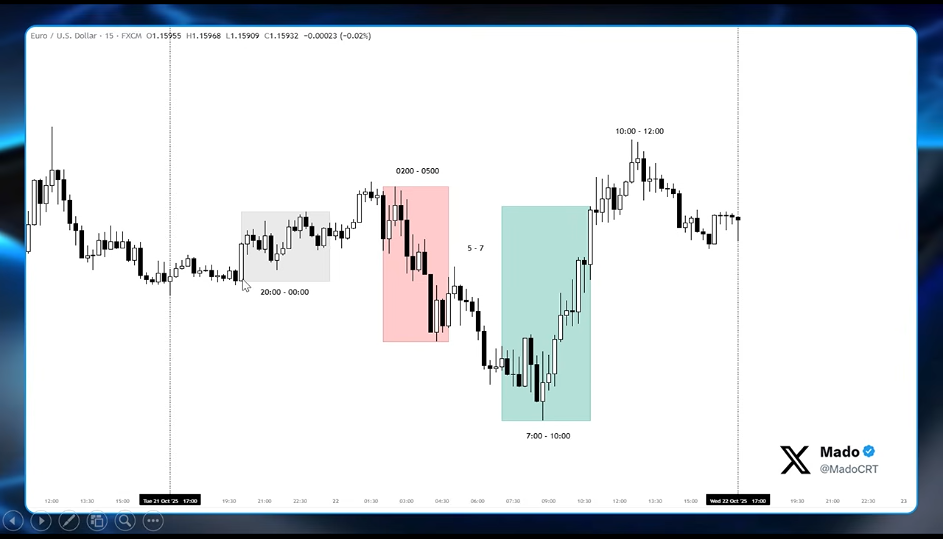 Euro / U.S. Dollar · 15 · FXCM O1.15955 H1.15968 L1.15909 C1.15932 −0.00023 (−0.02%)
10:00 - 12:00
0200 - 0500
5 - 7
20:00 - 00:00
7:00 - 10:00
Mado
@MadoCRT
12:00 13:30 15:00 Tue 21 Oct '25 17:00 19:30 21:00 22:30 22 01:30 03:00 04:30 06:00 07:30 09:00 10:30 12:00 13:30 15:00 Wed 22 Oct '25 17:00 19:30 21:00 22:30 23